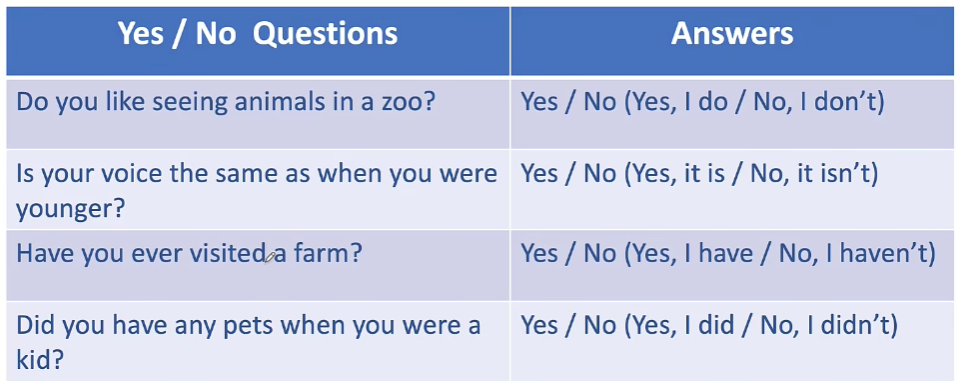 Yes / No Questions
Answers
Do you like seeing animals in a zoo?
Yes / No (Yes, I do / No, I don't)
Is your voice the same as when you were
younger?
Yes / No (Yes, it is / No, it isn't)
Have you ever visited a farm?
Yes / No (Yes, I have / No, I haven't)
Did you have any pets when you were a
kid?
Yes / No (Yes, I did / No, I didn't)